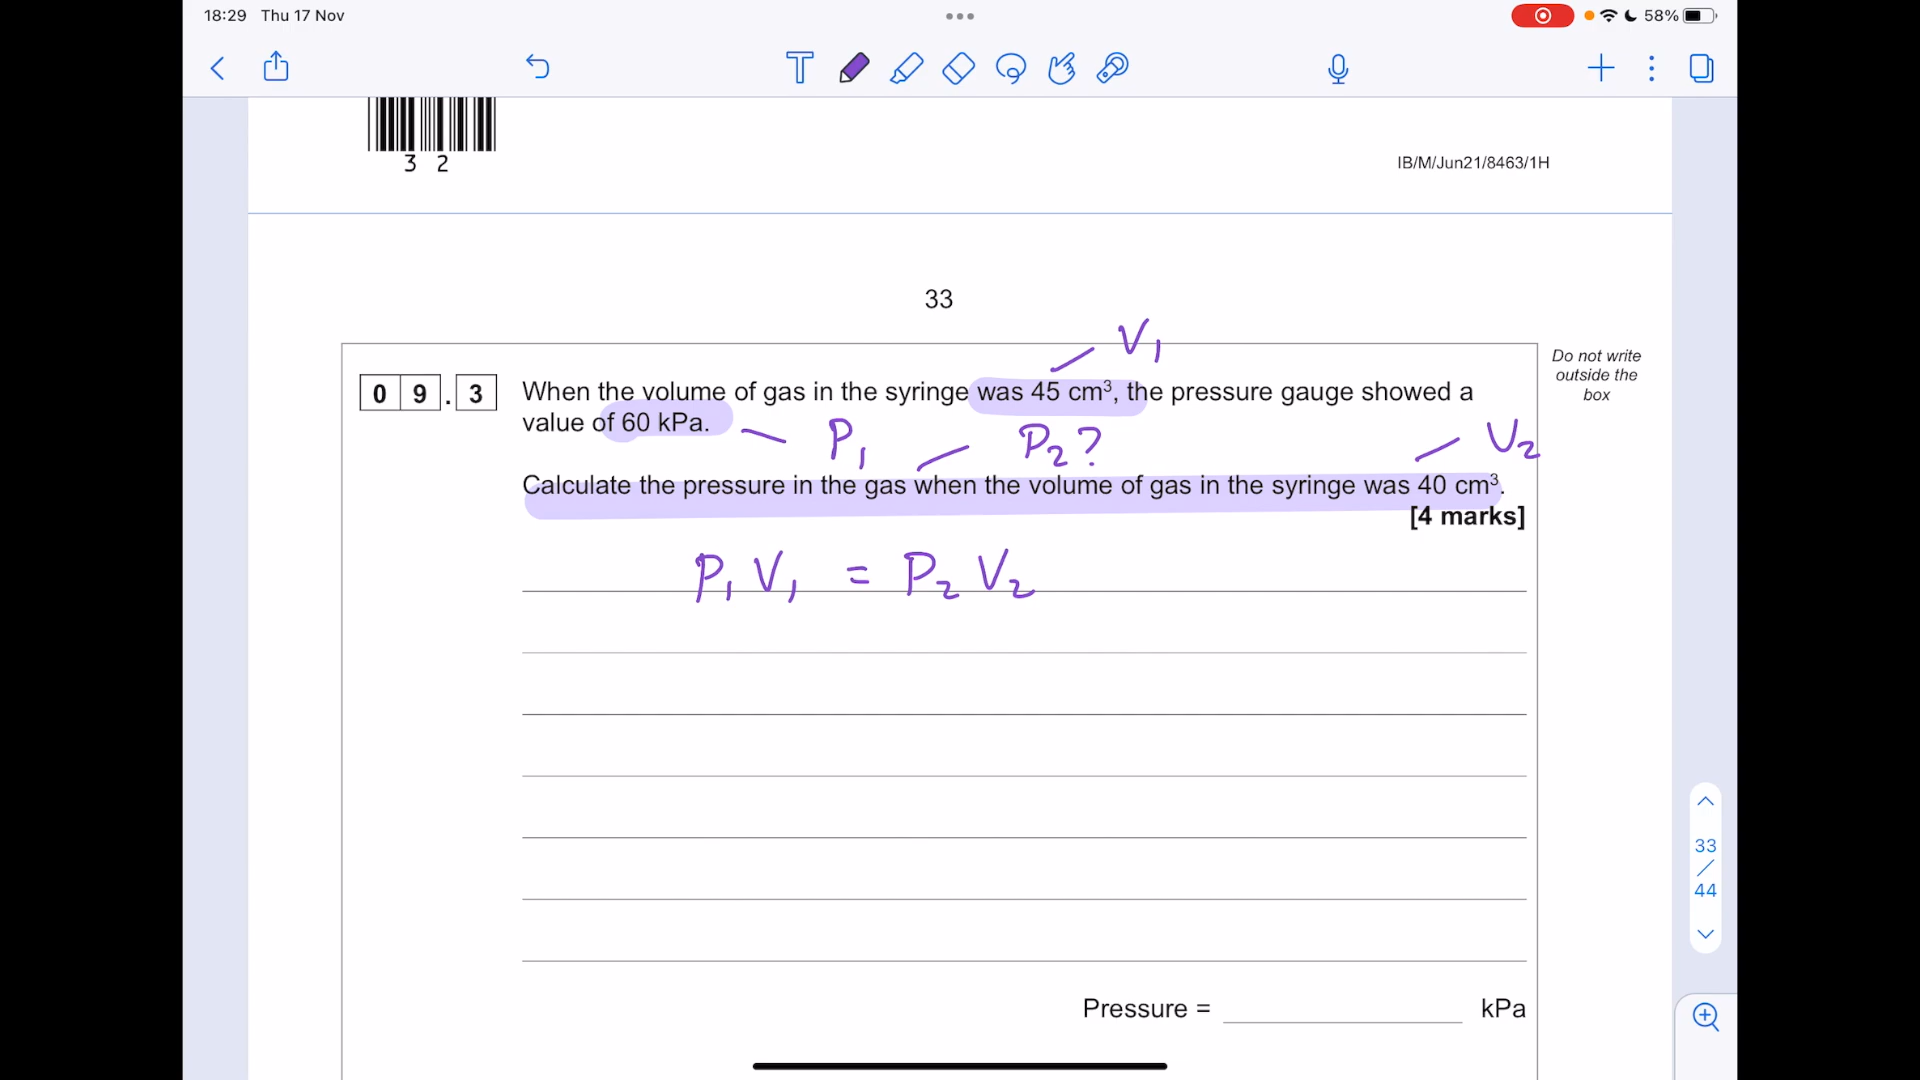 18:29 Thu 17 Nov
58%
3 2
IB/M/Jun21/8463/1H
33
V₁
Do not write
outside the
box
0 9 . 3 When the volume of gas in the syringe was 45 cm³, the pressure gauge showed a
value of 60 kPa.
P₁ P₂? V₂
Calculate the pressure in the gas when the volume of gas in the syringe was 40 cm³.
[4 marks]
P₁ V₁ = P₂ V₂
33
/
44
Pressure = ____ kPa